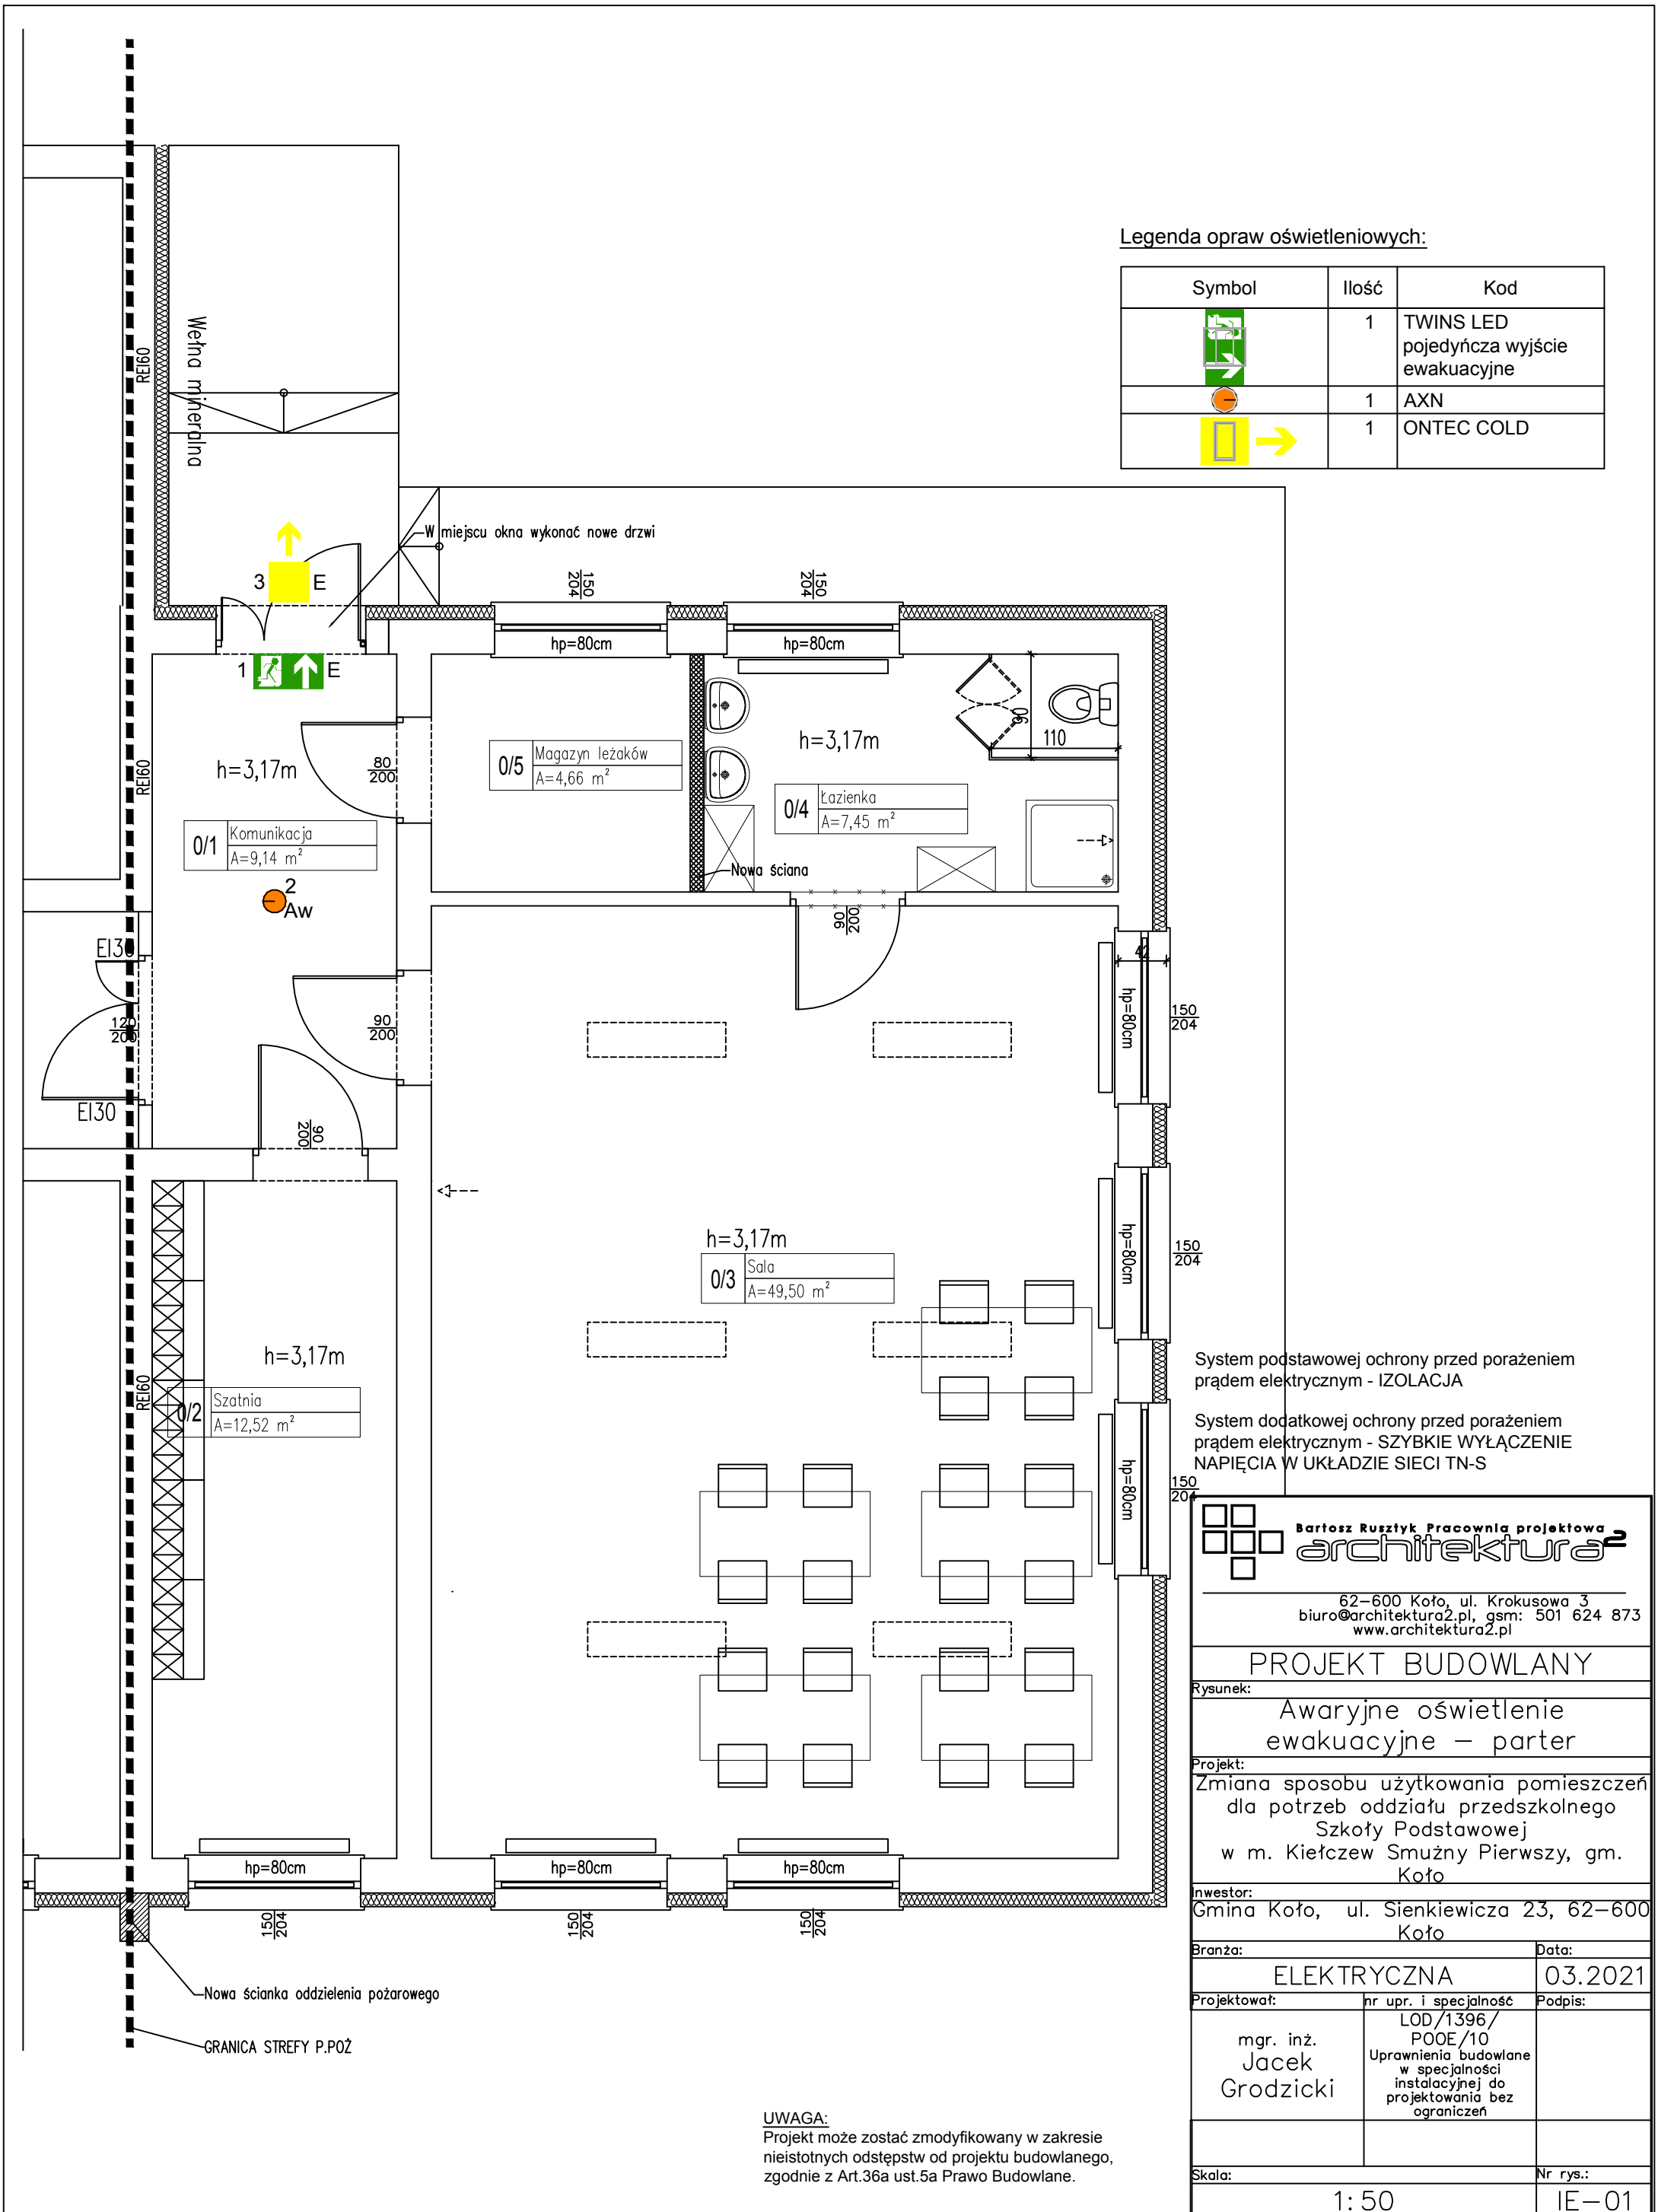 Legenda opraw oświetleniowych:
Symbol Ilość Kod
1 TWINS LED
pojedyńcza wyjście
ewakuacyjne
1 AXN
1 ONTEC COLD
REI60
Wełna mineralna
W miejscu okna wykonać nowe drzwi
3 E
1 E
150
204
150
204
hp=80cm
hp=80cm
h=3,17m
80
200
0/5 Magazyn leżaków
A=4,66 m²
h=3,17m
90
110
0/4 Łazienka
A=7,45 m²
REI60
0/1 Komunikacja
A=9,14 m²
Nowa ściana
2
Aw
90
200
EI30
120
200
EI30
90
200
90
200
42
hp=80cm
150
204
h=3,17m
0/3 Sala
A=49,50 m²
hp=80cm
150
204
h=3,17m
REI60
0/2 Szatnia
A=12,52 m²
hp=80cm
150
204
System podstawowej ochrony przed porażeniem
prądem elektrycznym - IZOLACJA
System dodatkowej ochrony przed porażeniem
prądem elektrycznym - SZYBKIE WYŁĄCZENIE
NAPIĘCIA W UKŁADZIE SIECI TN-S
hp=80cm
hp=80cm
hp=80cm
150
204
150
204
150
204
Nowa ścianka oddzielenia pożarowego
GRANICA STREFY P.POŻ
UWAGA:
Projekt może zostać zmodyfikowany w zakresie
nieistotnych odstępstw od projektu budowlanego,
zgodnie z Art.36a ust.5a Prawo Budowlane.
Bartosz Rusztyk Pracownia projektowa
architektura²
62-600 Koło, ul. Krokusowa 3
biuro@architektura2.pl, gsm: 501 624 873
www.architektura2.pl
PROJEKT BUDOWLANY
Rysunek:
Awaryjne oświetlenie
ewakuacyjne – parter
Projekt:
Zmiana sposobu użytkowania pomieszczeń
dla potrzeb oddziału przedszkolnego
Szkoły Podstawowej
w m. Kiełczew Smużny Pierwszy, gm.
Koło
Inwestor:
Gmina Koło, ul. Sienkiewicza 23, 62-600
Koło
Branża: Data:
ELEKTRYCZNA 03.2021
Projektował: nr upr. i specjalność Podpis:
mgr. inż.
Jacek
Grodzicki
LOD/1396/
POOE/10
Uprawnienia budowlane
w specjalności
instalacyjnej do
projektowania bez
ograniczeń
Skala: Nr rys.:
1:50 IE-01